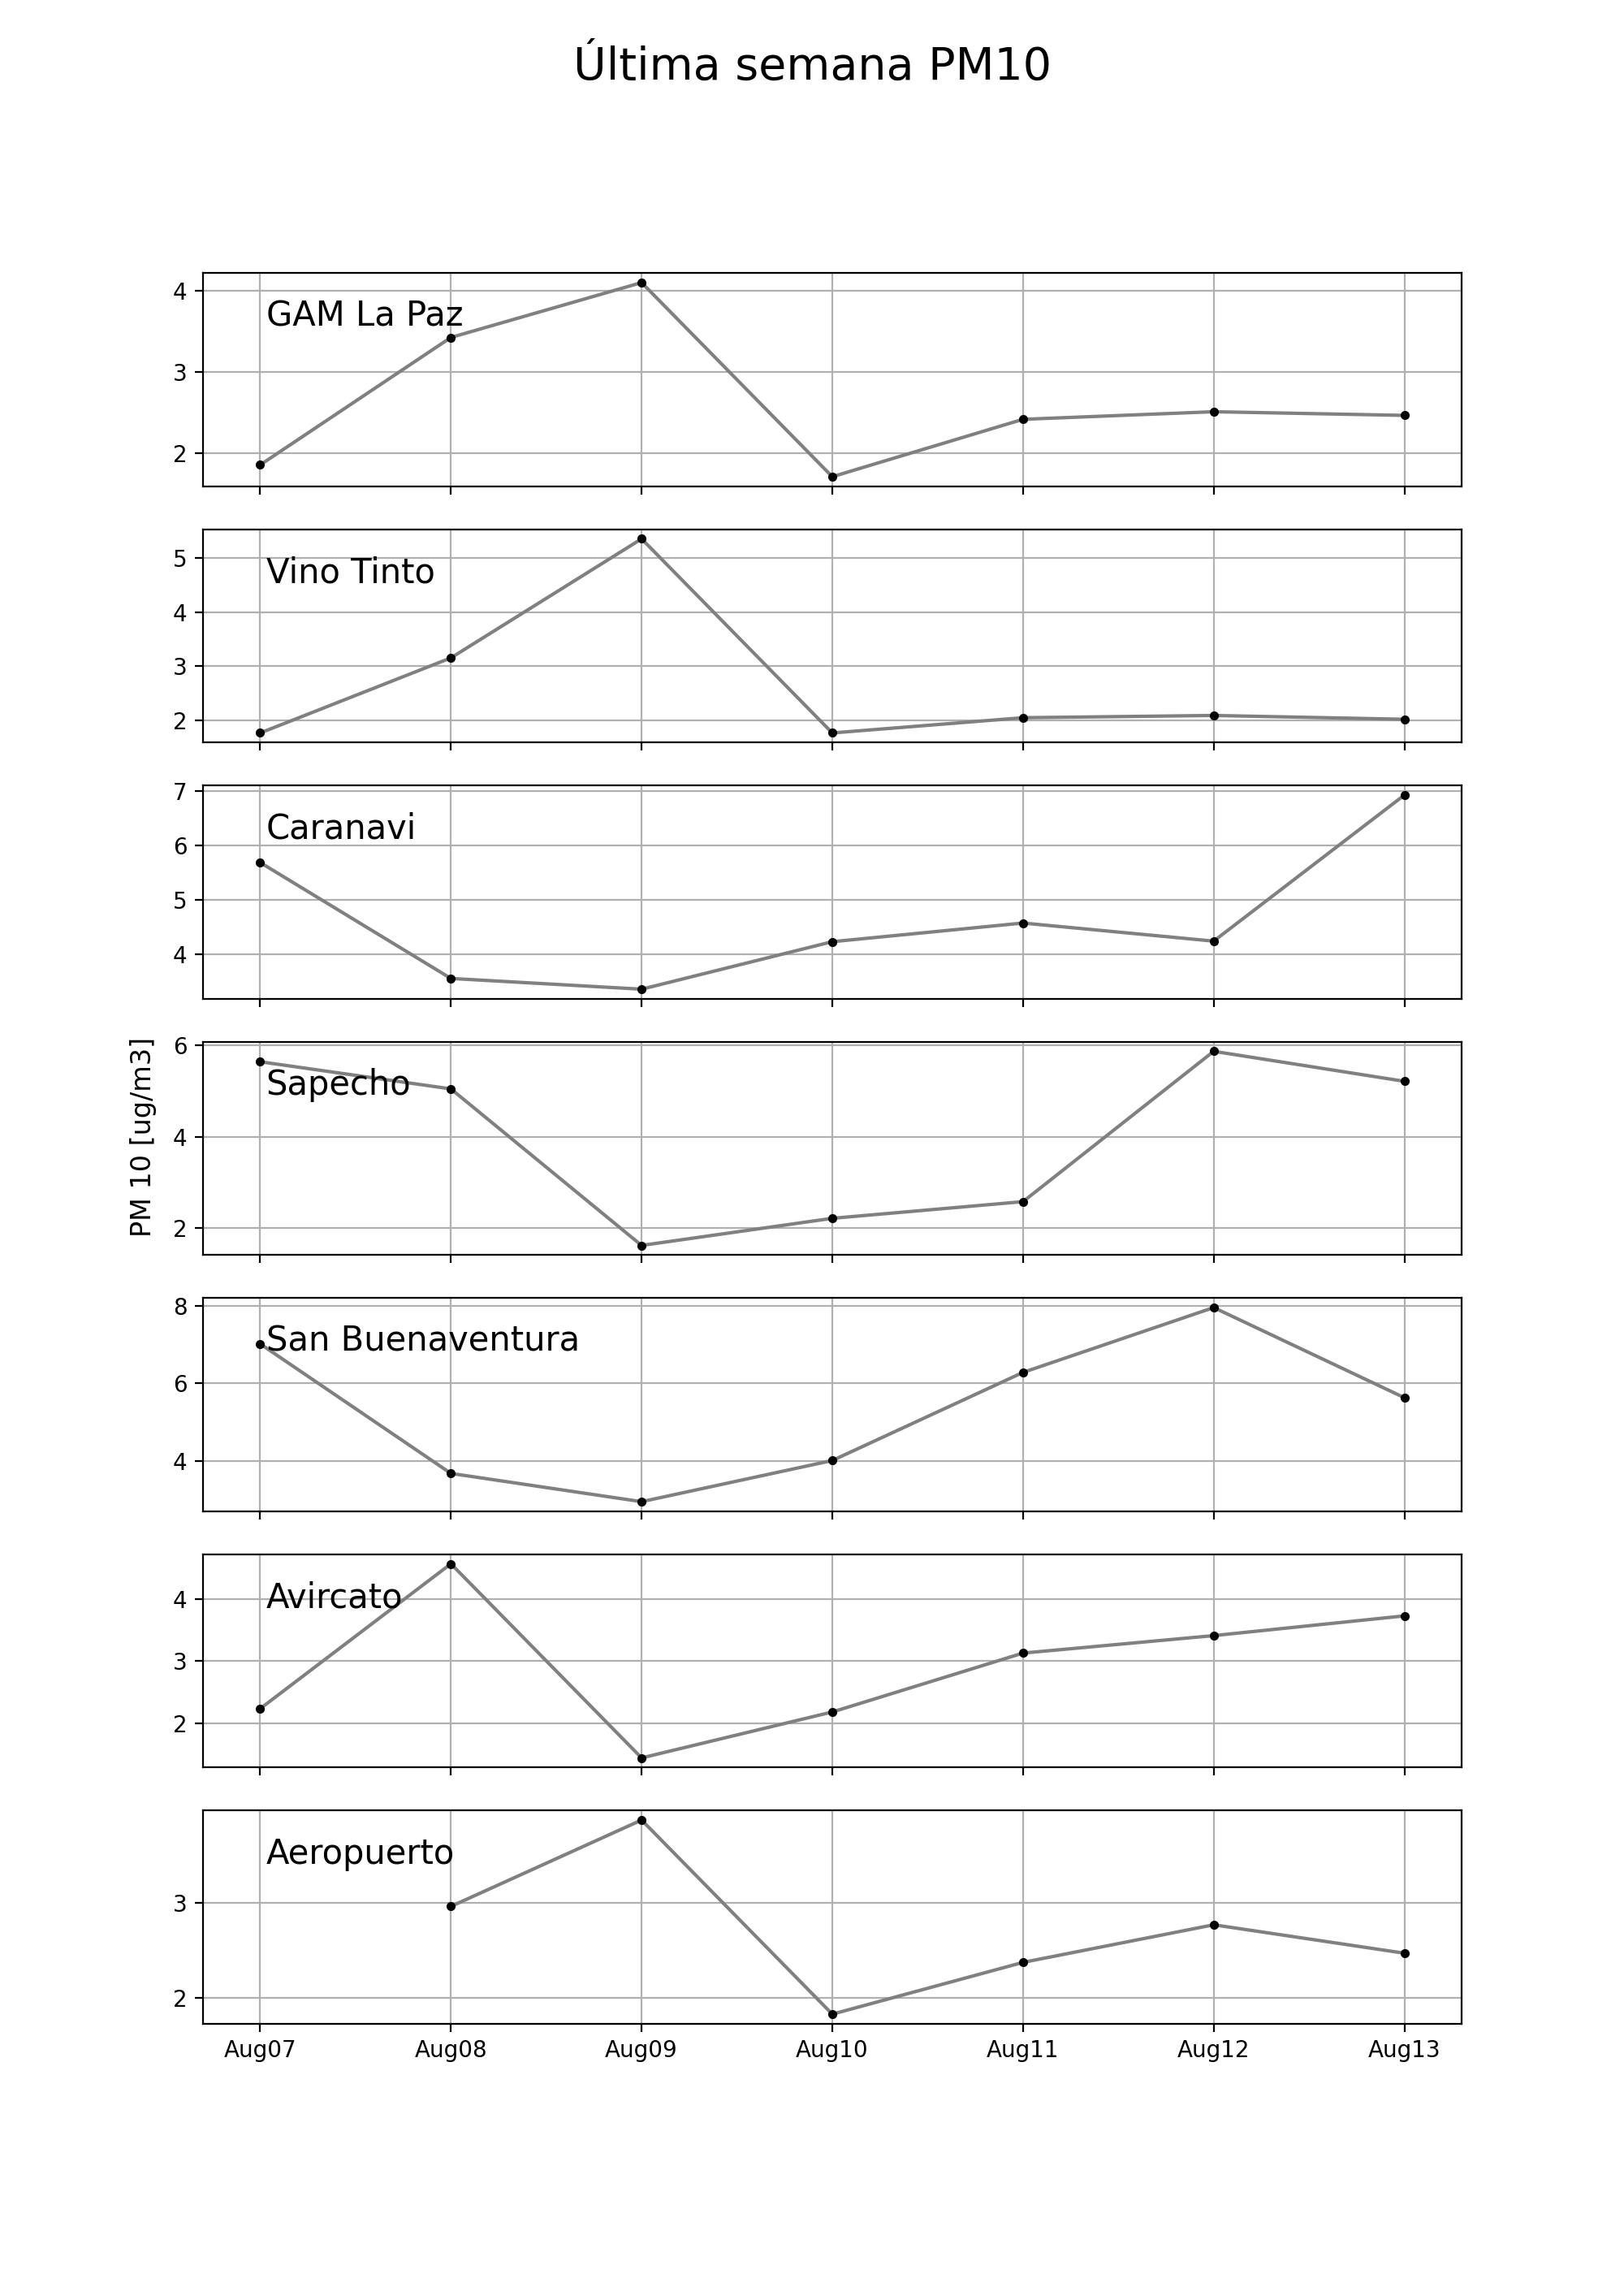 Última semana PM10
4
GAM La Paz
3
2
5
Vino Tinto
4
3
2
7
Caranavi
6
5
4
PM 10 [ug/m3]
6
Sapecho
4
2
8
San Buenaventura
6
4
Avircato
4
3
2
Aeropuerto
3
2
Aug07 Aug08 Aug09 Aug10 Aug11 Aug12 Aug13